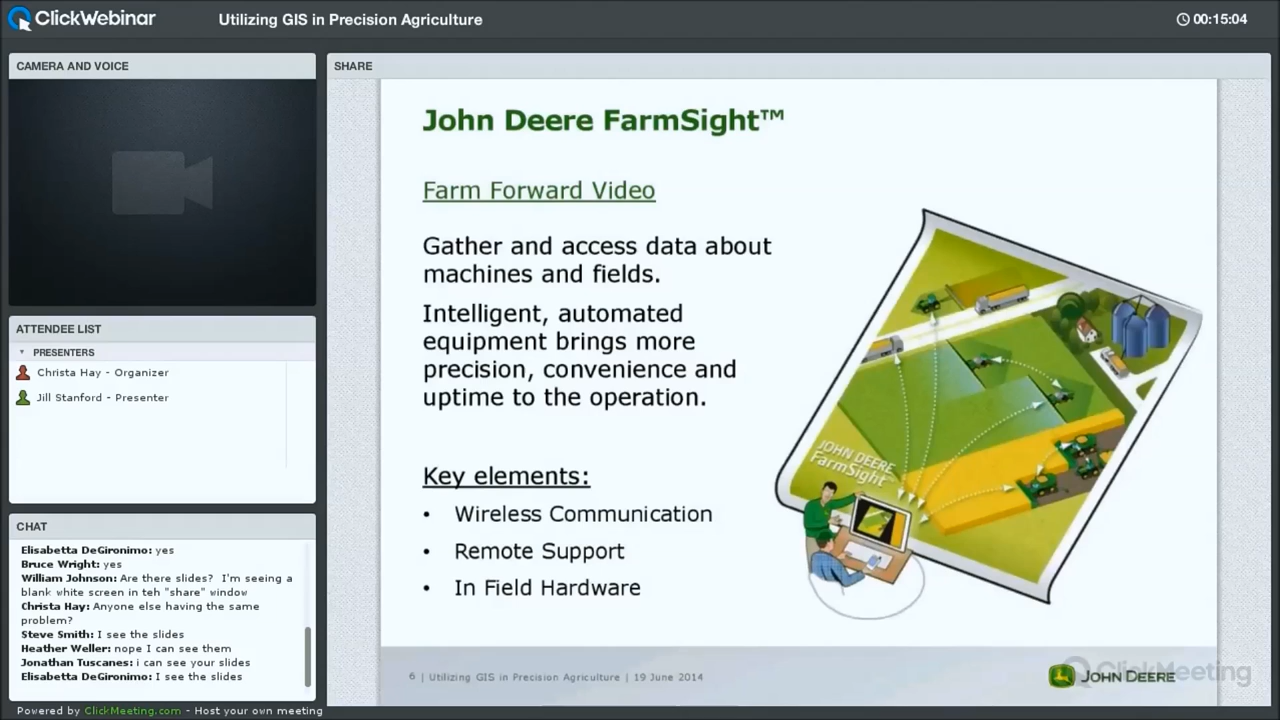 ClickWebinar
Utilizing GIS in Precision Agriculture
00:15:04
CAMERA AND VOICE
ATTENDEE LIST
PRESENTERS
Christa Hay - Organizer
Jill Stanford - Presenter
CHAT
Elisabetta DeGironimo: yes
Bruce Wright: yes
William Johnson: Are there slides? I'm seeing a
blank white screen in teh "share" window
Christa Hay: Anyone else having the same
problem?
Steve Smith: I see the slides
Heather Weller: nope I can see them
Jonathan Tuscanes: i can see your slides
Elisabetta DeGironimo: I see the slides
Powered by ClickMeeting.com - Host your own meeting
SHARE
John Deere FarmSight™
Farm Forward Video
Gather and access data about
machines and fields.
Intelligent, automated
equipment brings more
precision, convenience and
uptime to the operation.
Key elements:
• Wireless Communication
• Remote Support
• In Field Hardware
JOHN DEERE
FarmSight™
6 | Utilizing GIS in Precision Agriculture | 19 June 2014
JOHN DEERE
ClickMeeting